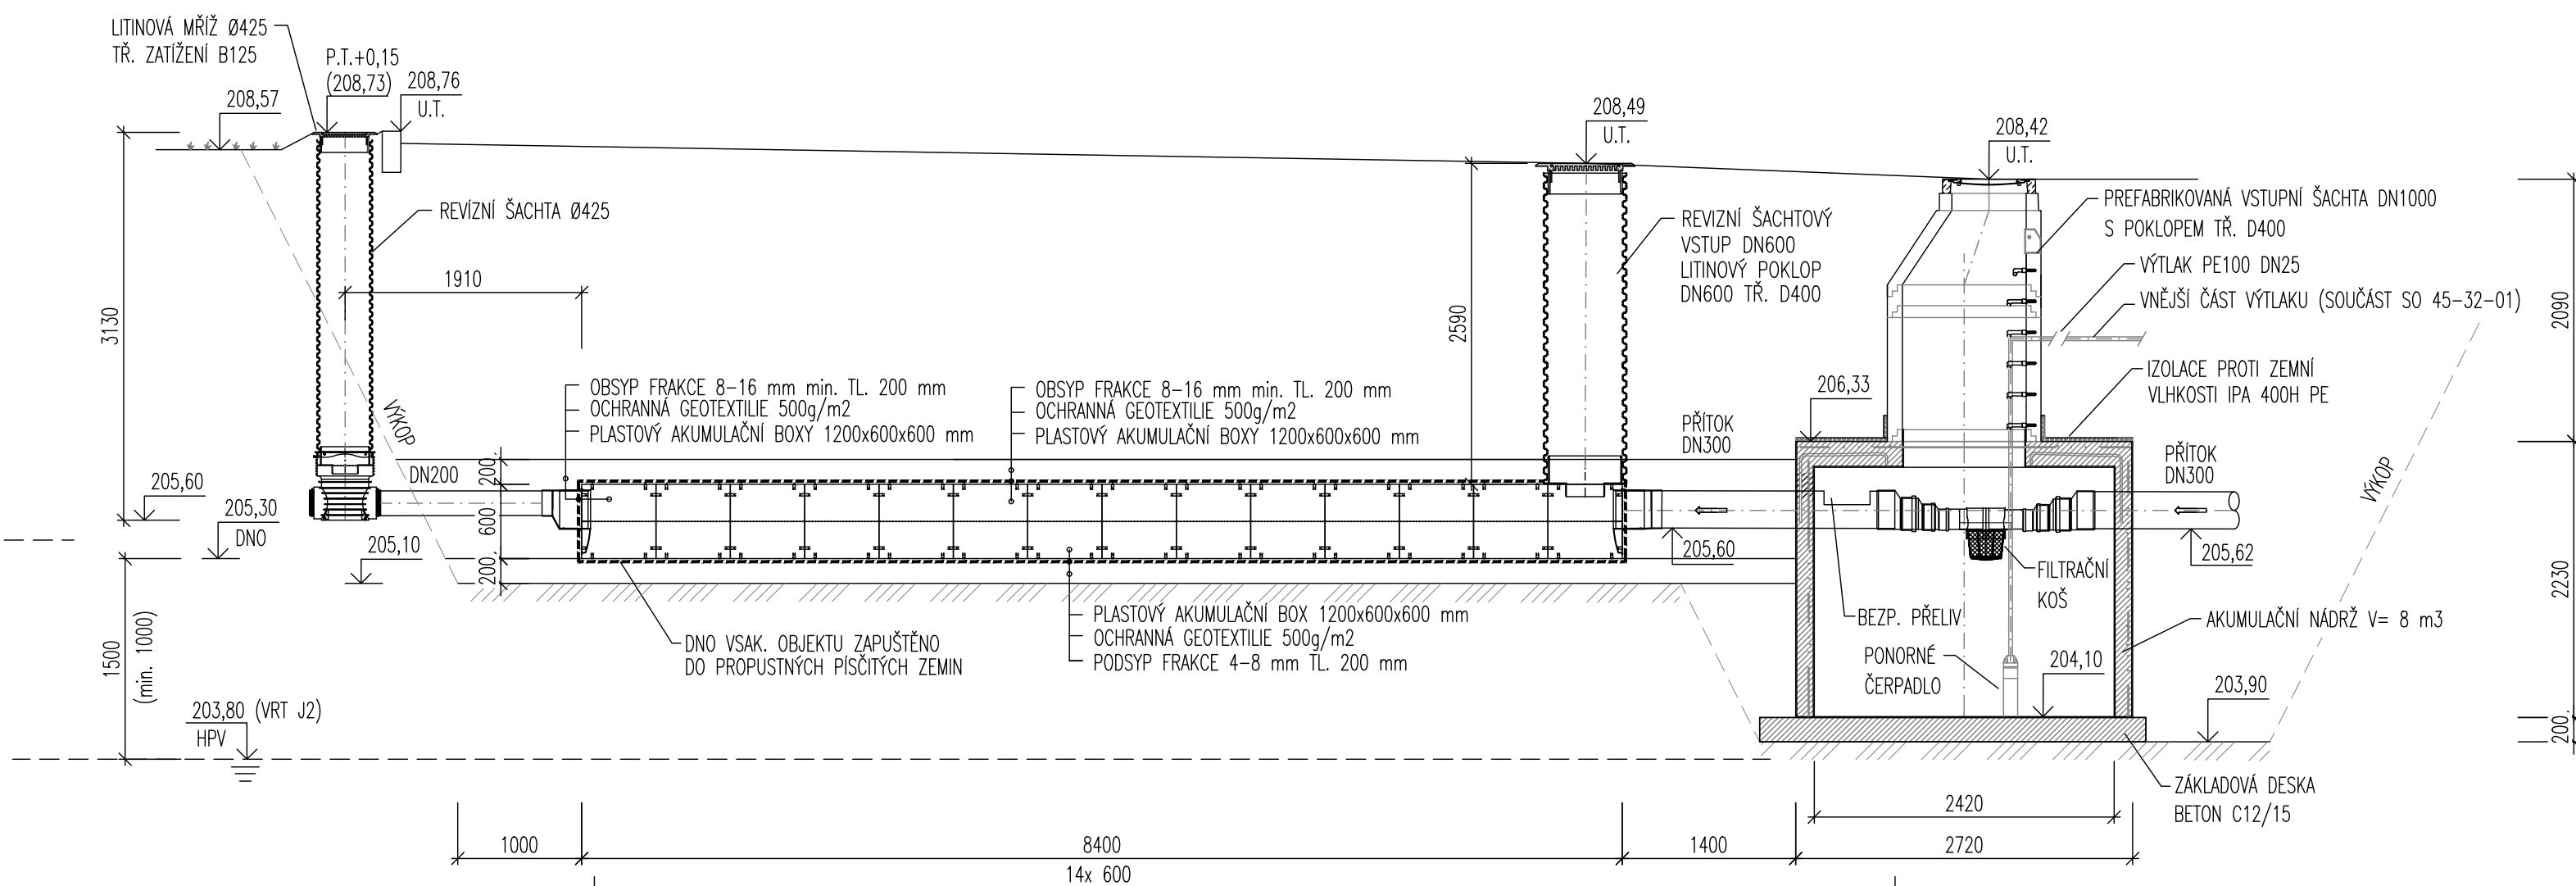 LITINOVÁ MŘÍŽ Ø425
TŘ. ZATÍŽENÍ B125
P.T.+0,15
(208,73)
208,76
U.T.
208,57
REVÍZNÍ ŠACHTA Ø425
1910
3130
VÝKOP
OBSYP FRAKCE 8-16 mm min. TL. 200 mm
OCHRANNÁ GEOTEXTILIE 500g/m2
PLASTOVÝ AKUMULAČNÍ BOXY 1200x600x600 mm
OBSYP FRAKCE 8-16 mm min. TL. 200 mm
OCHRANNÁ GEOTEXTILIE 500g/m2
PLASTOVÝ AKUMULAČNÍ BOXY 1200x600x600 mm
208,49
U.T.
2590
REVIZNÍ ŠACHTOVÝ
VSTUP DN600
LITINOVÝ POKLOP
DN600 TŘ. D400
208,42
U.T.
PREFABRIKOVANÁ VSTUPNÍ ŠACHTA DN1000
S POKLOPEM TŘ. D400
VÝTLAK PE100 DN25
VNĚJŠÍ ČÁST VÝTLAKU (SOUČÁST SO 45-32-01)
IZOLACE PROTI ZEMNÍ
VLHKOSTI IPA 400H PE
2090
206,33
PŘÍTOK
DN300
PŘÍTOK
DN300
VÝKOP
205,60
205,30
DNO
205,10
DN200
200
600
200
205,60
205,62
FILTRAČNÍ
KOŠ
BEZP. PŘELIV
AKUMULAČNÍ NÁDRŽ V= 8 m3
PONORNÉ
ČERPADLO
204,10
203,90
2230
200
1500
(min. 1000)
203,80 (VRT J2)
HPV
DNO VSAK. OBJEKTU ZAPUŠTĚNO
DO PROPUSTNÝCH PÍSČITÝCH ZEMIN
PLASTOVÝ AKUMULAČNÍ BOX 1200x600x600 mm
OCHRANNÁ GEOTEXTILIE 500g/m2
PODSYP FRAKCE 4-8 mm TL. 200 mm
ZÁKLADOVÁ DESKA
BETON C12/15
2420
1000
8400
1400
2720
14x 600